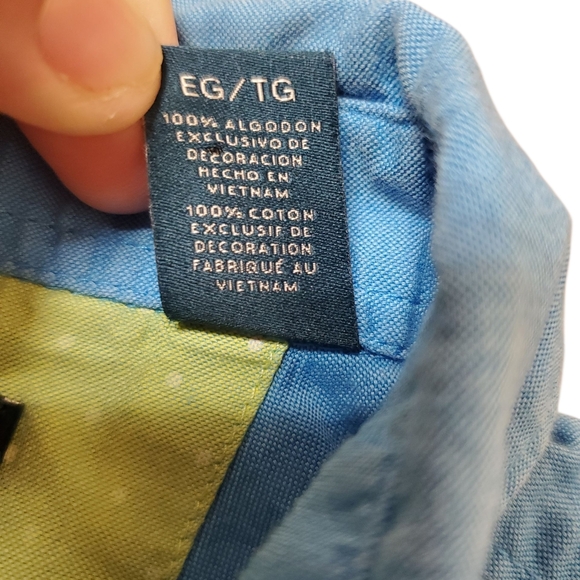 EG/TG
100% ALGODON
EXCLUSIVO DE
DECORACION
HECHO EN
VIETNAM
100% COTON
EXCLUSIF DE
DECORATION
FABRIQUÉ AU
VIETNAM